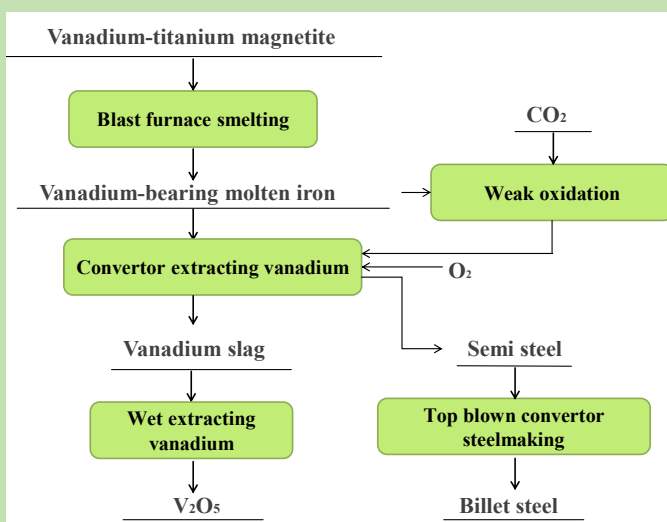 Vanadium-titanium magnetite
Blast furnace smelting
CO₂
Vanadium-bearing molten iron
Weak oxidation
Convertor extracting vanadium
O₂
Vanadium slag
Semi steel
Wet extracting
vanadium
Top blown convertor
steelmaking
V₂O₅
Billet steel